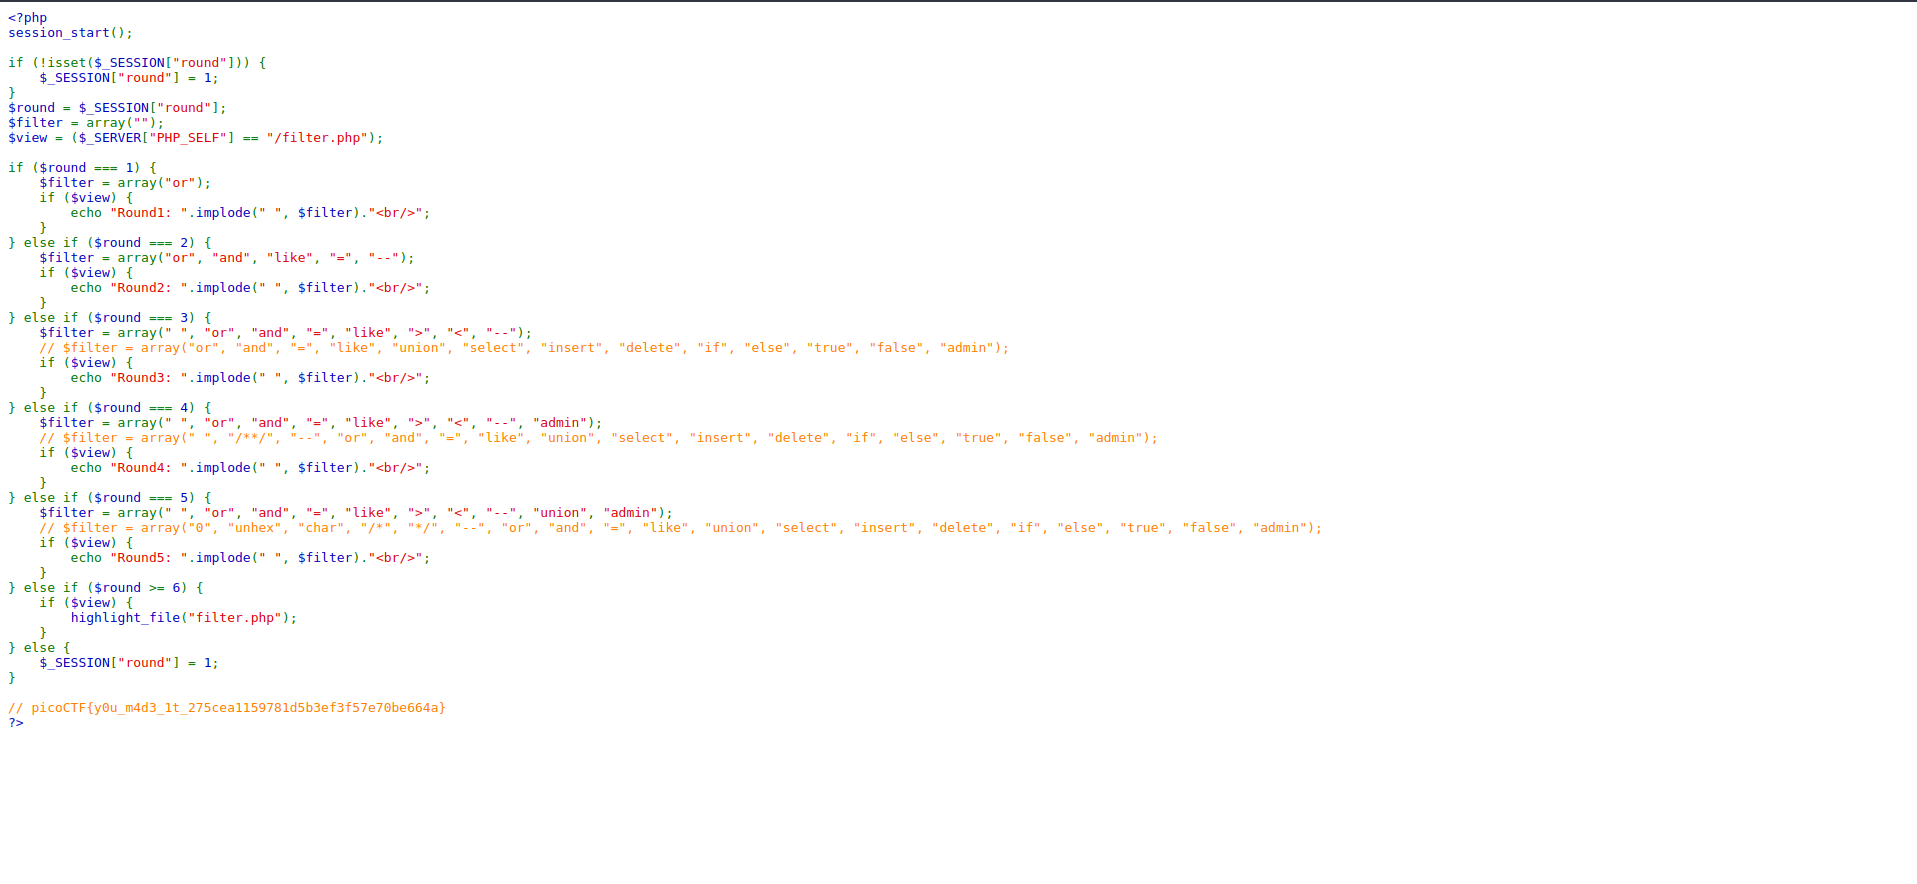 <?php
session_start();

if (!isset($_SESSION["round"])) {
    $_SESSION["round"] = 1;
}
$round = $_SESSION["round"];
$filter = array("");
$view = ($_SERVER["PHP_SELF"] == "/filter.php");

if ($round === 1) {
    $filter = array("or");
    if ($view) {
        echo "Round1: ".implode(" ", $filter)."<br/>";
    }
} else if ($round === 2) {
    $filter = array("or", "and", "like", "=", "--");
    if ($view) {
        echo "Round2: ".implode(" ", $filter)."<br/>";
    }
} else if ($round === 3) {
    $filter = array(" ", "or", "and", "=", "like", ">", "<", "--");
    // $filter = array("or", "and", "=", "like", "union", "select", "insert", "delete", "if", "else", "true", "false", "admin");
    if ($view) {
        echo "Round3: ".implode(" ", $filter)."<br/>";
    }
} else if ($round === 4) {
    $filter = array(" ", "or", "and", "=", "like", ">", "<", "--", "admin");
    // $filter = array(" ", "/**/", "--", "or", "and", "=", "like", "union", "select", "insert", "delete", "if", "else", "true", "false", "admin");
    if ($view) {
        echo "Round4: ".implode(" ", $filter)."<br/>";
    }
} else if ($round === 5) {
    $filter = array(" ", "or", "and", "=", "like", ">", "<", "--", "union", "admin");
    // $filter = array("0", "unhex", "char", "/*", "*/", "--", "or", "and", "=", "like", "union", "select", "insert", "delete", "if", "else", "true", "false", "admin");
    if ($view) {
        echo "Round5: ".implode(" ", $filter)."<br/>";
    }
} else if ($round >= 6) {
    if ($view) {
        highlight_file("filter.php");
    }
} else {
    $_SESSION["round"] = 1;
}

// picoCTF{y0u_m4d3_1t_275cea1159781d5b3ef3f57e70be664a}
?>